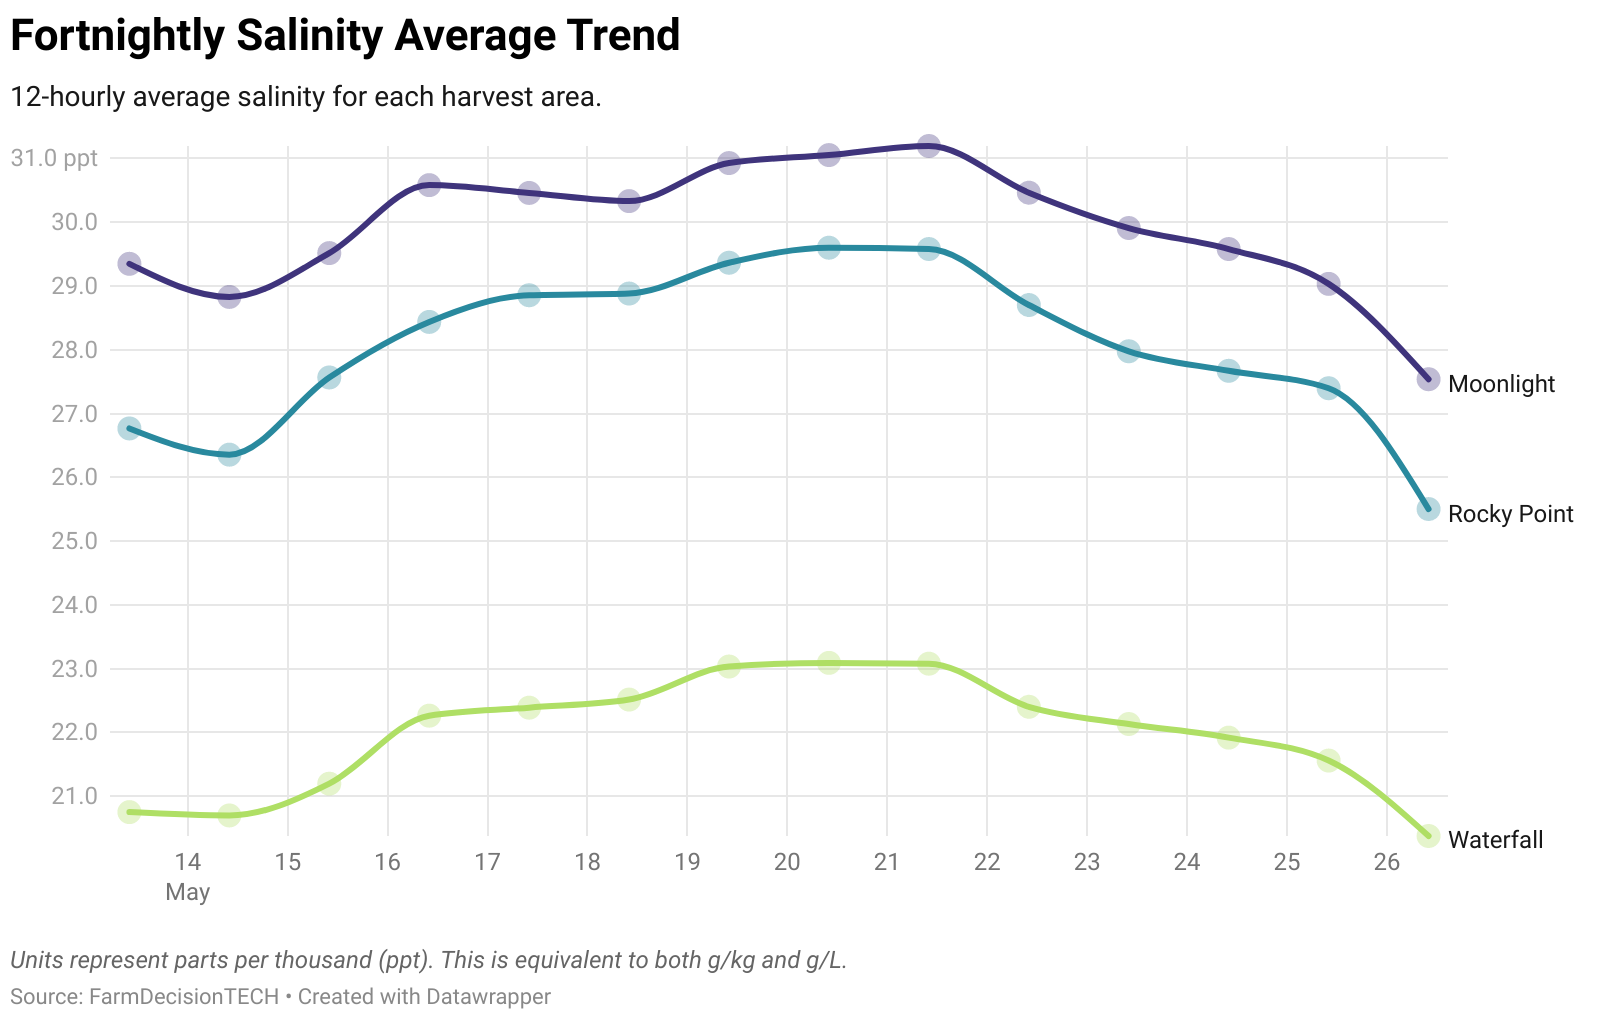 Fortnightly Salinity Average Trend
12-hourly average salinity for each harvest area.
31.0 ppt
30.0
29.0
28.0
27.0
26.0
25.0
24.0
23.0
22.0
21.0
Moonlight
Rocky Point
Waterfall
14 15 16 17 18 19 20 21 22 23 24 25 26
May
Units represent parts per thousand (ppt). This is equivalent to both g/kg and g/L.
Source: FarmDecisionTECH • Created with Datawrapper